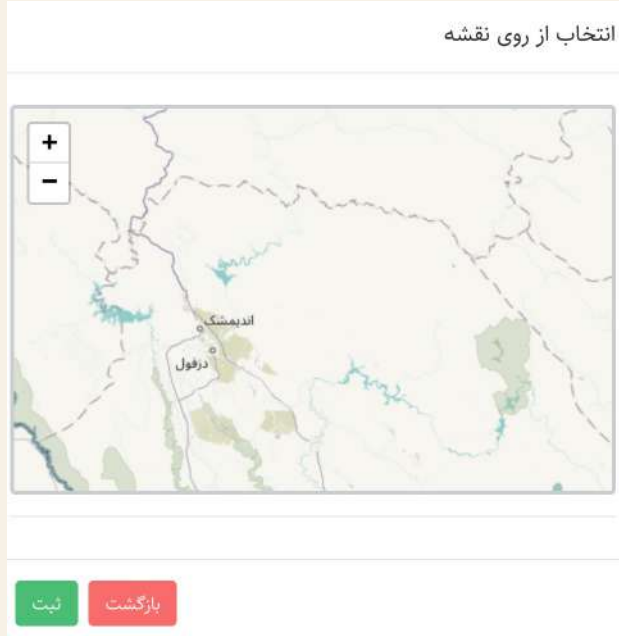 انتخاب از روی نقشه
+
−
اندیمشک
دزفول
بازگشت
ثبت